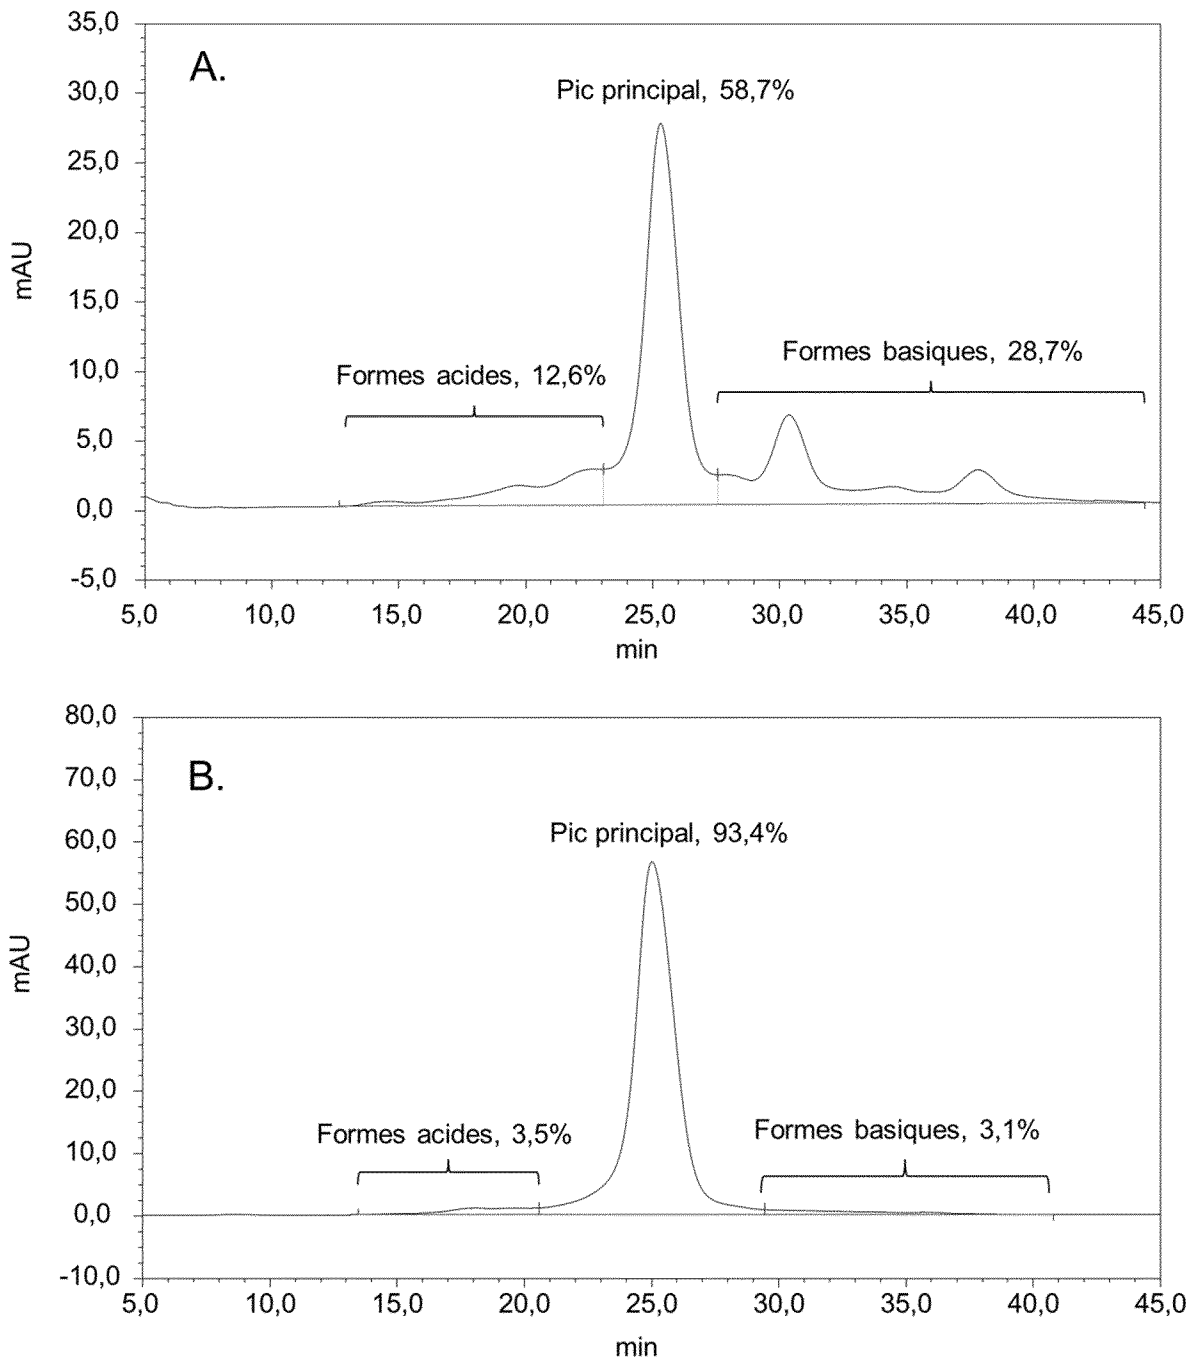 35,0
A.
Pic principal, 58,7%
30,0
25,0
20,0
mAU
15,0
Formes basiques, 28,7%
10,0
Formes acides, 12,6%
5,0
0,0
-5,0
5,0 10,0 15,0 20,0 25,0 30,0 35,0 40,0 45,0
min
80,0
B.
70,0
Pic principal, 93,4%
60,0
50,0
mAU
40,0
30,0
20,0
Formes acides, 3,5%
Formes basiques, 3,1%
10,0
0,0
-10,0
5,0 10,0 15,0 20,0 25,0 30,0 35,0 40,0 45,0
min